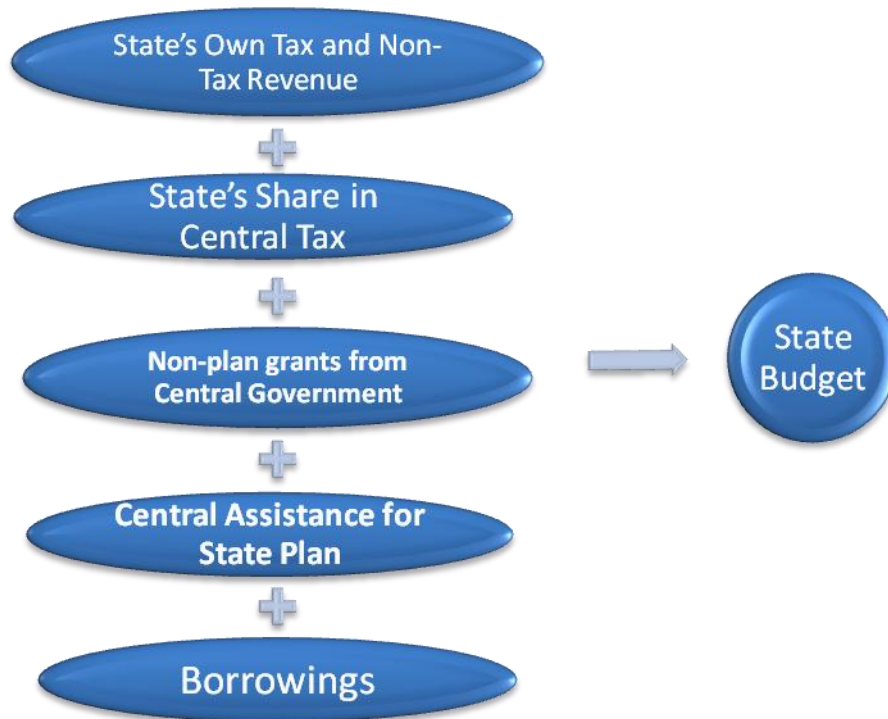 State’s Own Tax and Non-
Tax Revenue
State’s Share in
Central Tax
Non-plan grants from
Central Government
Central Assistance for
State Plan
Borrowings
State
Budget